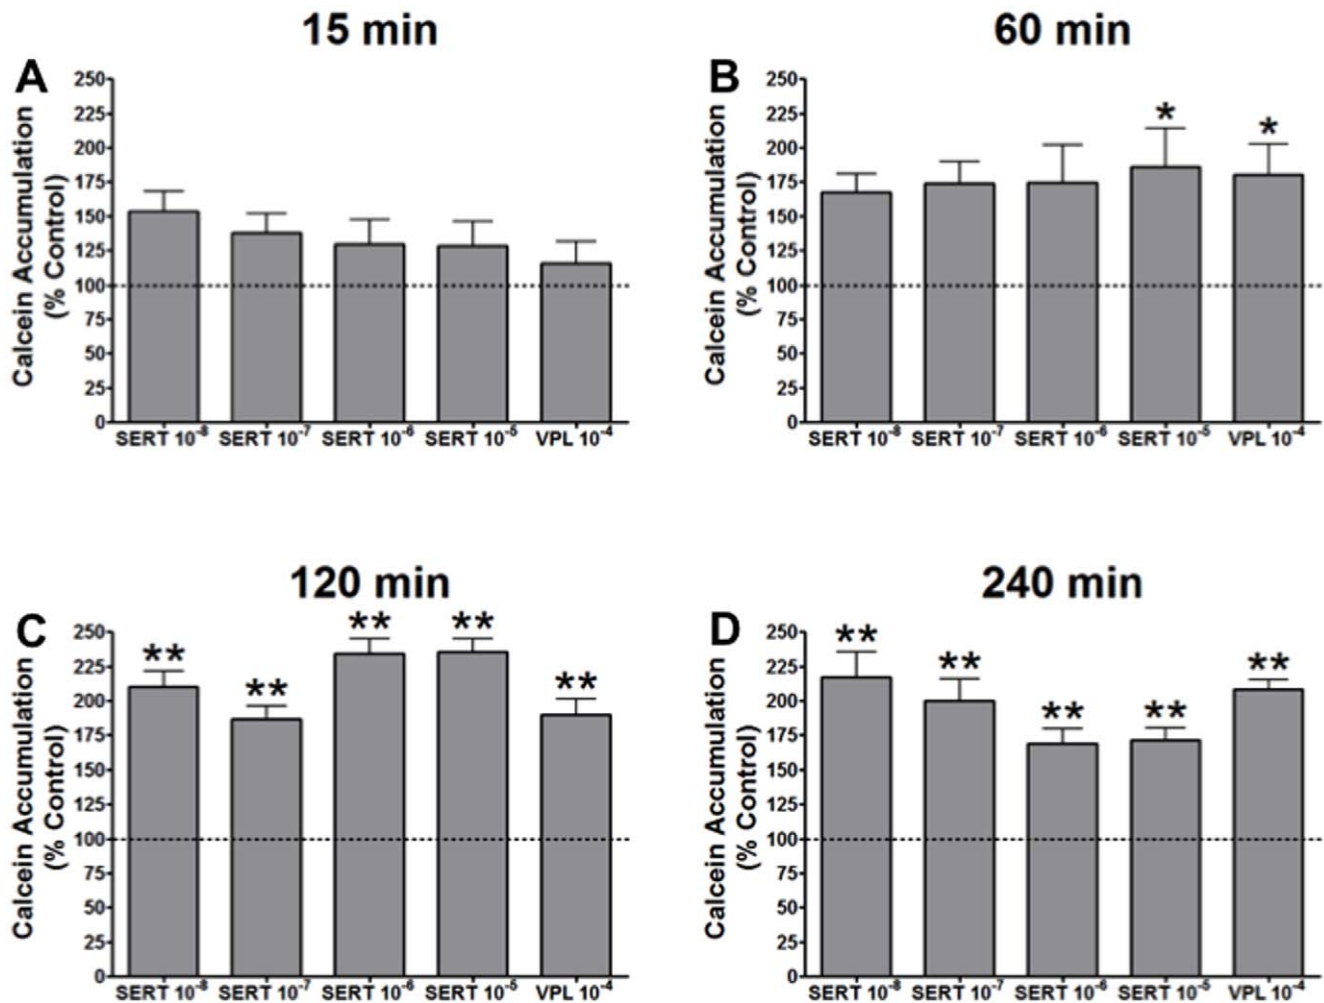 15 min
A
Calcein Accumulation
(% Control)
250
225
200
175
150
125
100
75
50
25
0
SERT 10⁻⁸ SERT 10⁻⁷ SERT 10⁻⁶ SERT 10⁻⁵ VPL 10⁻⁴
60 min
B
Calcein Accumulation
(% Control)
250
225
200
175
150
125
100
75
50
25
0
* *
SERT 10⁻⁸ SERT 10⁻⁷ SERT 10⁻⁶ SERT 10⁻⁵ VPL 10⁻⁴
120 min
C
Calcein Accumulation
(% Control)
250
225
200
175
150
125
100
75
50
25
0
** ** ** ** **
SERT 10⁻⁸ SERT 10⁻⁷ SERT 10⁻⁶ SERT 10⁻⁵ VPL 10⁻⁴
240 min
D
Calcein Accumulation
(% Control)
250
225
200
175
150
125
100
75
50
25
0
** ** ** ** **
SERT 10⁻⁸ SERT 10⁻⁷ SERT 10⁻⁶ SERT 10⁻⁵ VPL 10⁻⁴